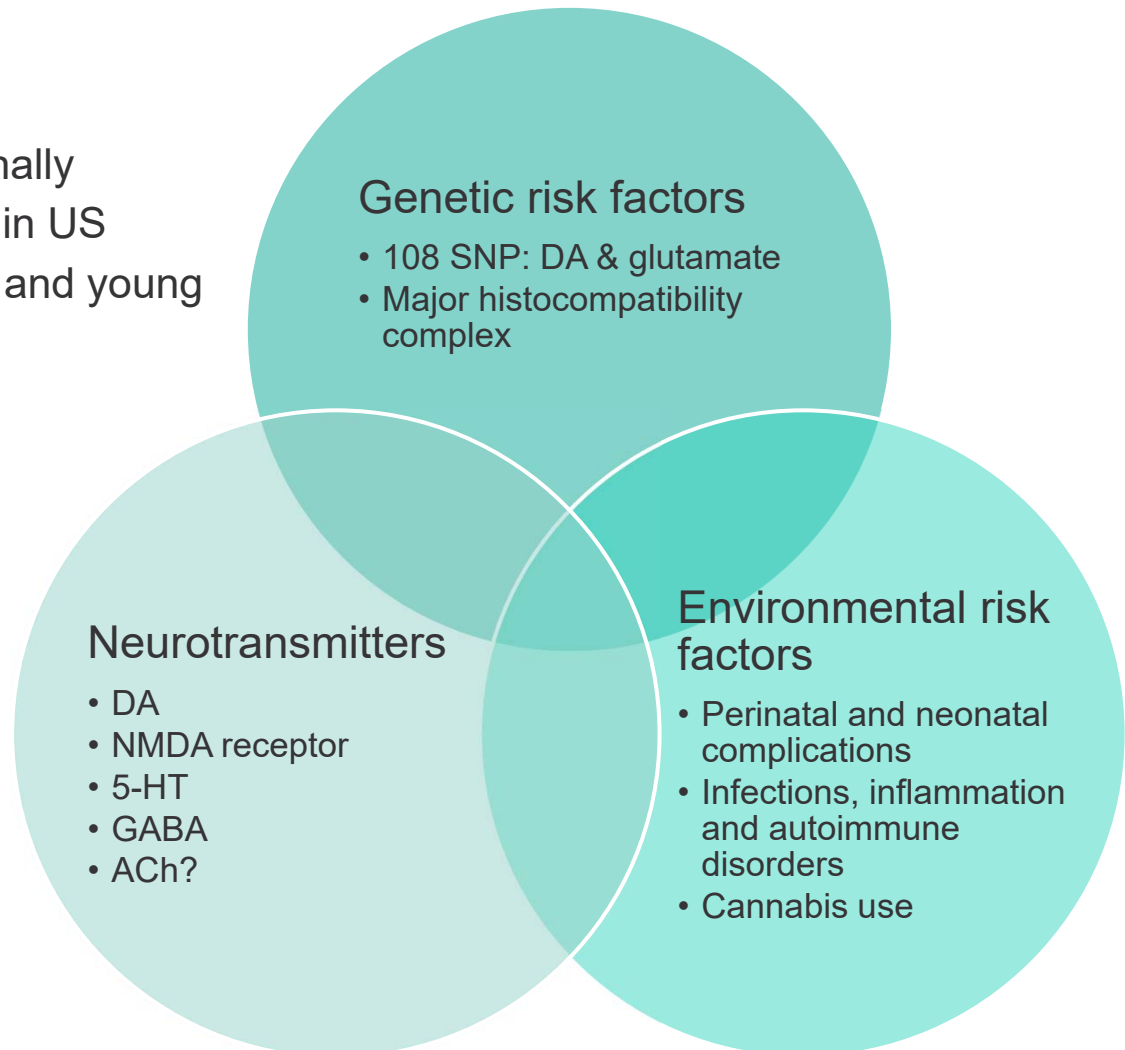 in US
and young
Genetic risk factors
• 108 SNP: DA & glutamate
• Major histocompatibility
complex
Neurotransmitters
• DA
• NMDA receptor
• 5-HT
• GABA
• ACh?
Environmental risk
factors
• Perinatal and neonatal
complications
• Infections, inflammation
and autoimmune
disorders
• Cannabis use